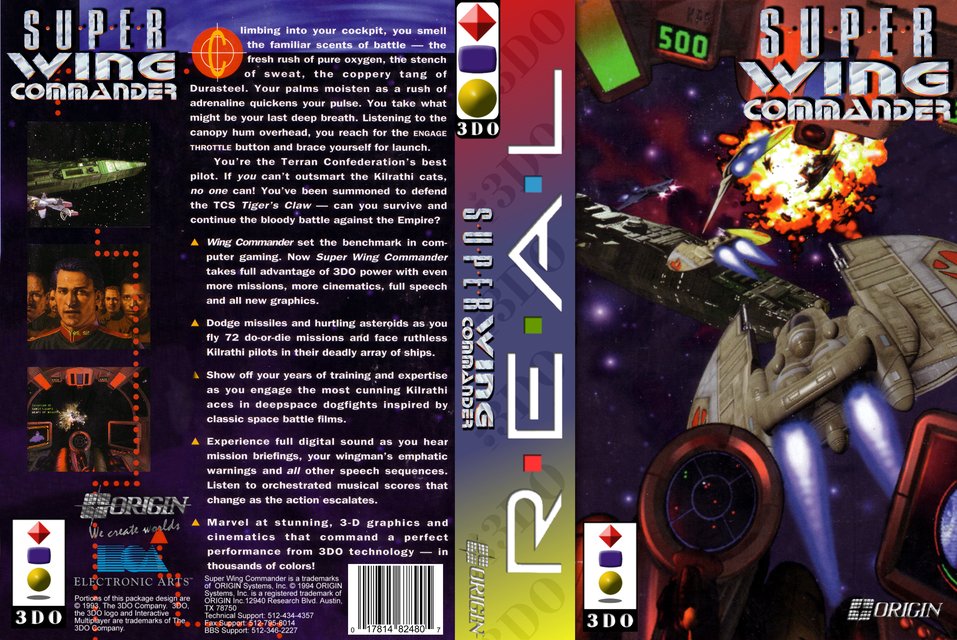 SUPER
WING
COMMANDER
Climbing into your cockpit, you smell
the familiar scents of battle — the
fresh rush of pure oxygen, the stench
of sweat, the coppery tang of
Durasteel. Your palms moisten as a rush of
adrenaline quickens your pulse. You take what
might be your last deep breath. Listening to the
canopy hum overhead, you reach for the ENGAGE
THROTTLE button and brace yourself for launch.
You're the Terran Confederation's best
pilot. If you can't outsmart the Kilrathi cats,
no one can! You've been summoned to defend
the TCS Tiger's Claw — can you survive and
continue the bloody battle against the Empire?
Wing Commander set the benchmark in com-
puter gaming. Now Super Wing Commander
takes full advantage of 3DO power with even
more missions, more cinematics, full speech
and all new graphics.
Dodge missiles and hurtling asteroids as you
fly 72 do-or-die missions and face ruthless
Kilrathi pilots in their deadly array of ships.
Show off your years of training and expertise
as you engage the most cunning Kilrathi
aces in deepspace dogfights inspired by
classic space battle films.
Experience full digital sound as you hear
mission briefings, your wingman's emphatic
warnings and all other speech sequences.
Listen to orchestrated musical scores that
change as the action escalates.
Marvel at stunning, 3-D graphics and
cinematics that command a perfect
performance from 3DO technology — in
thousands of colors!
ORIGIN
We create worlds
EA
ELECTRONIC ARTS™
3DO
Portions of this package design are
© 1993, The 3DO Company. 3DO,
the 3DO logo and Interactive
Multiplayer are trademarks of The
3DO Company.
Super Wing Commander is a trademarks
of ORIGIN Systems, Inc. © 1994 ORIGIN
Systems, Inc. is a registered trademark of
ORIGIN Inc.12940 Research Blvd. Austin,
TX 78750
Technical Support: 512-434-4357
Fax Support: 512-795-8014
BBS Support: 512-346-2227
0 17814 82480 7
3DO
SUPER
WING
COMMANDER
R·E·A·L
ORIGIN
500
SUPER
WING
COMMANDER
3DO
ORIGIN